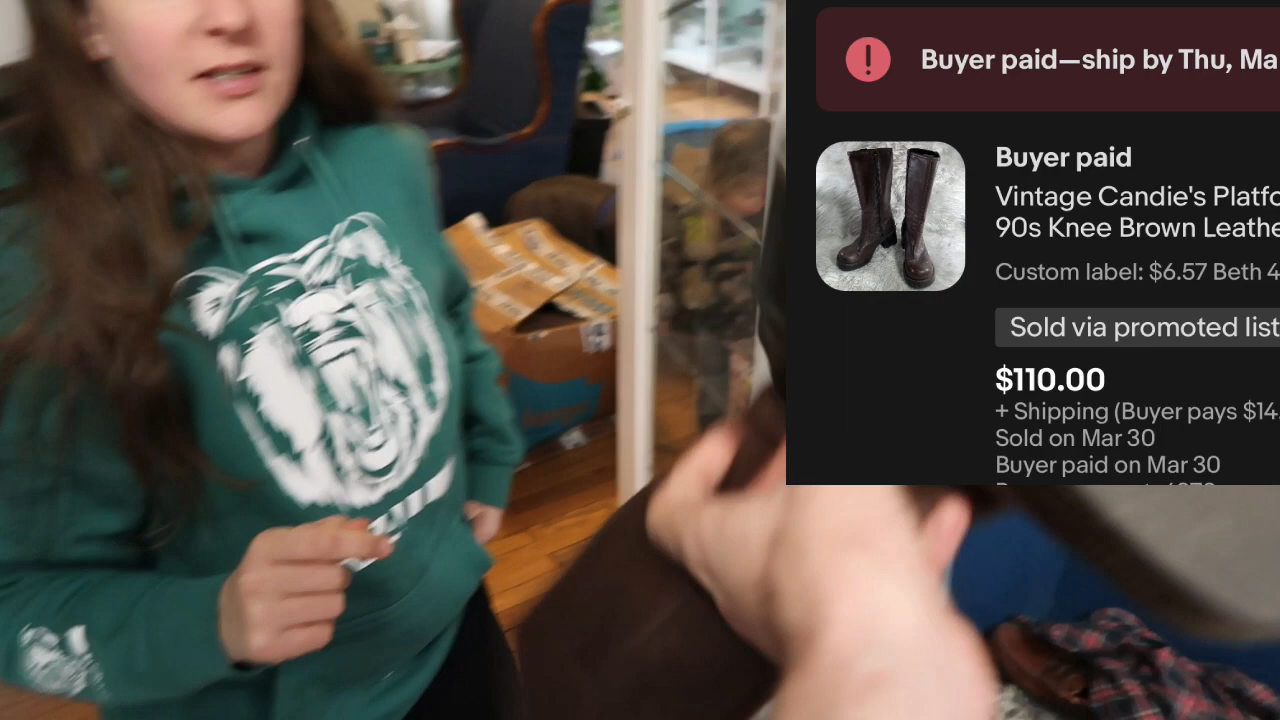 Buyer paid—ship by Thu, Ma
Buyer paid
Vintage Candie's Platfo
90s Knee Brown Leathe
Custom label: $6.57 Beth 4
Sold via promoted list
$110.00
+ Shipping (Buyer pays $14.
Sold on Mar 30
Buyer paid on Mar 30